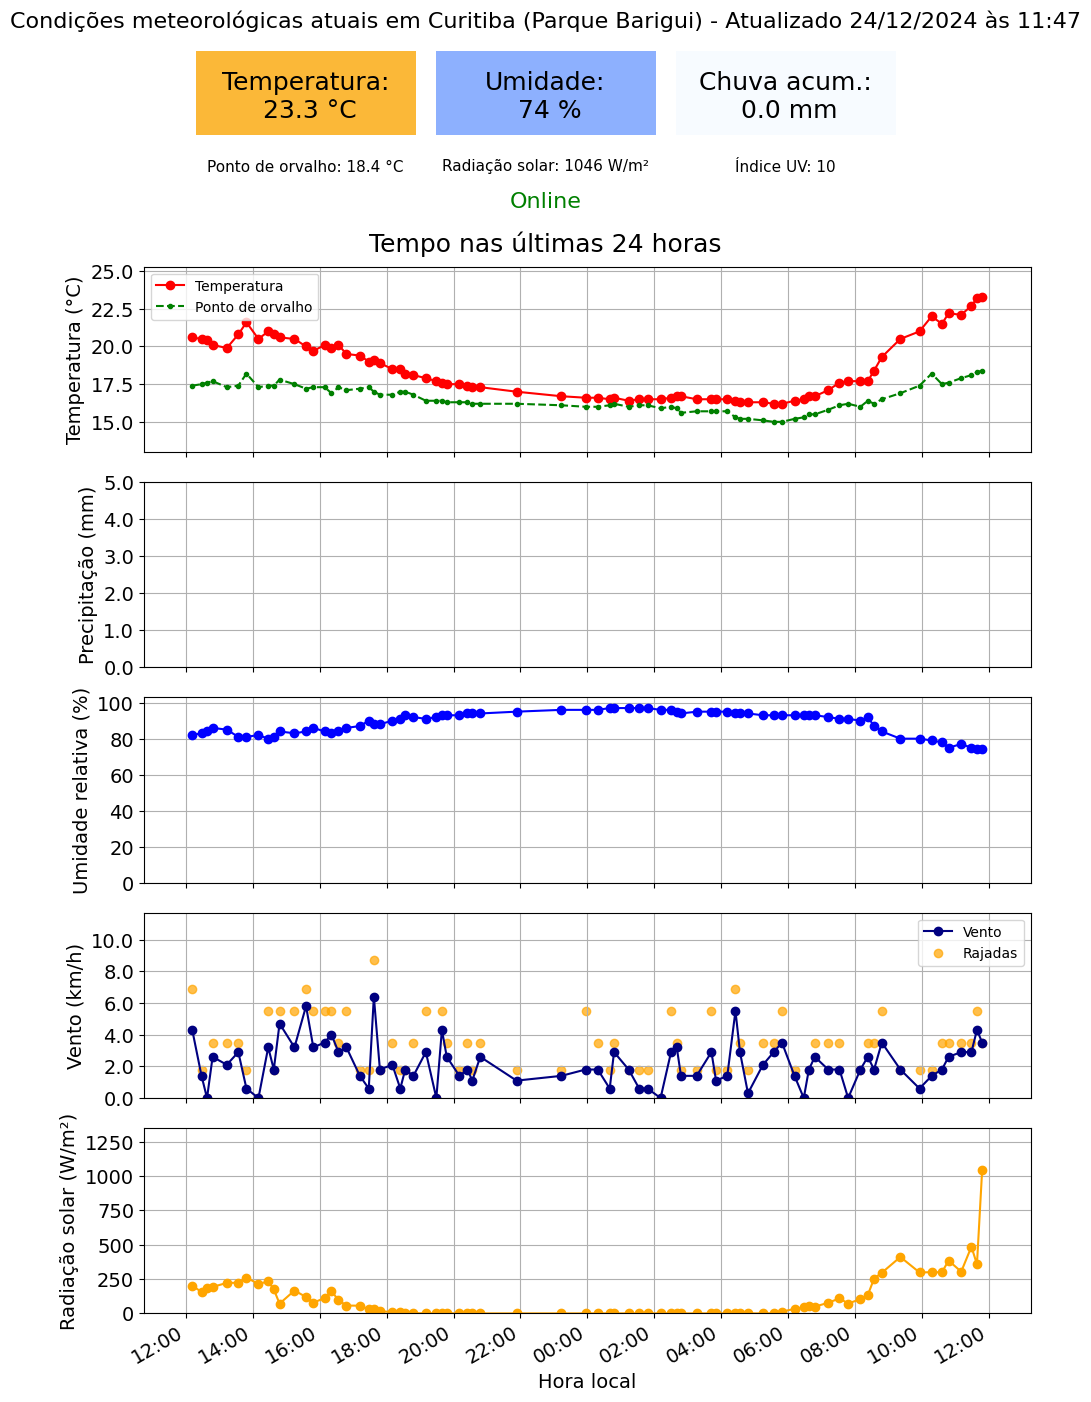 Condições meteorológicas atuais em Curitiba (Parque Barigui) - Atualizado 24/12/2024 às 11:47
Temperatura:
23.3 °C
Umidade:
74 %
Chuva acum.:
0.0 mm
Ponto de orvalho: 18.4 °C
Radiação solar: 1046 W/m²
Índice UV: 10
Online
Tempo nas últimas 24 horas
Temperatura (°C)
25.0
22.5
20.0
17.5
15.0
Temperatura
Ponto de orvalho
Precipitação (mm)
5.0
4.0
3.0
2.0
1.0
0.0
Umidade relativa (%)
100
80
60
40
20
0
Vento (km/h)
10.0
8.0
6.0
4.0
2.0
0.0
Vento
Rajadas
Radiação solar (W/m²)
1250
1000
750
500
250
0
12:00
14:00
16:00
18:00
20:00
22:00
00:00
02:00
04:00
06:00
08:00
10:00
12:00
Hora local